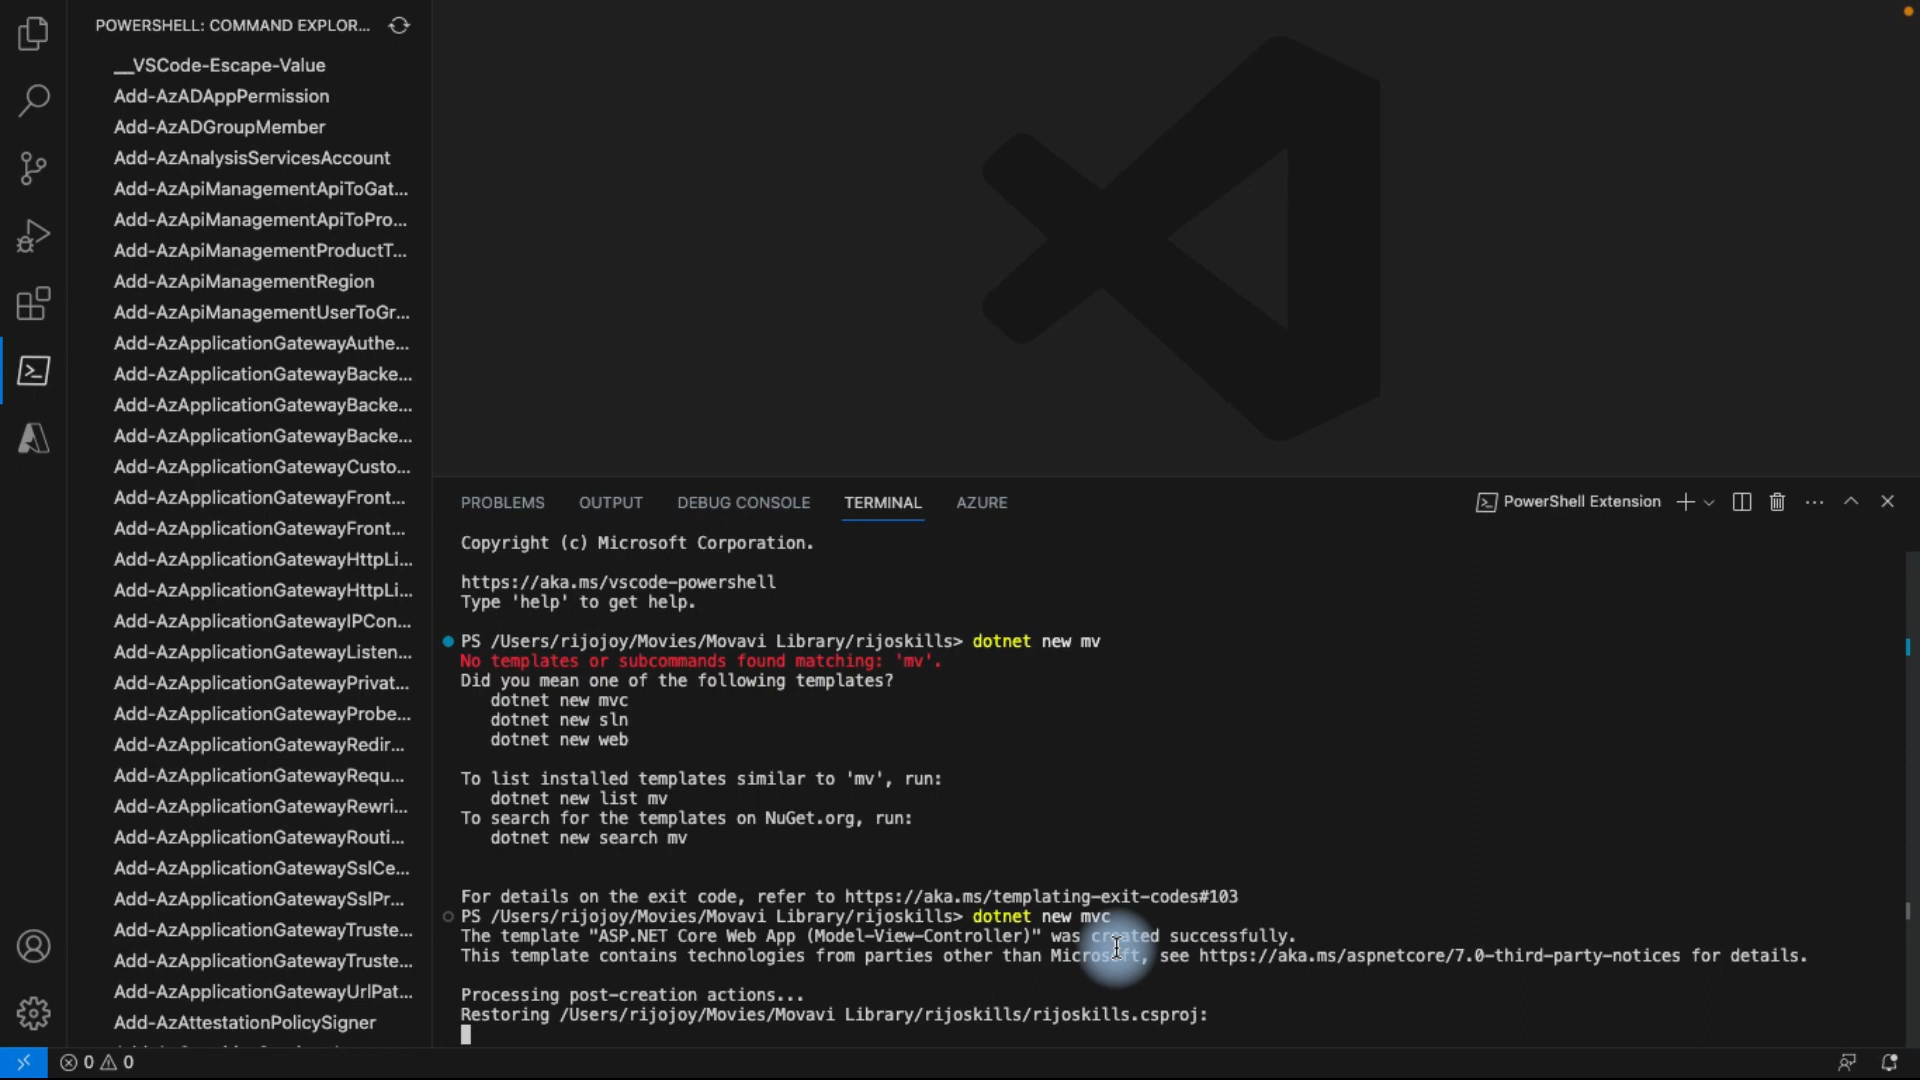 POWERSHELL: COMMAND EXPLOR...
__VSCode-Escape-Value
Add-AzADAppPermission
Add-AzADGroupMember
Add-AzAnalysisServicesAccount
Add-AzApiManagementApiToGat...
Add-AzApiManagementApiToPro...
Add-AzApiManagementProductT...
Add-AzApiManagementRegion
Add-AzApiManagementUserToGr...
Add-AzApplicationGatewayAuthe...
Add-AzApplicationGatewayBacke...
Add-AzApplicationGatewayBacke...
Add-AzApplicationGatewayBacke...
Add-AzApplicationGatewayCusto...
Add-AzApplicationGatewayFront...
Add-AzApplicationGatewayFront...
Add-AzApplicationGatewayHttpLi...
Add-AzApplicationGatewayHttpLi...
Add-AzApplicationGatewayIPCon...
Add-AzApplicationGatewayListen...
Add-AzApplicationGatewayPrivat...
Add-AzApplicationGatewayProbe...
Add-AzApplicationGatewayRedir...
Add-AzApplicationGatewayRequ...
Add-AzApplicationGatewayRewri...
Add-AzApplicationGatewayRouti...
Add-AzApplicationGatewaySslCe...
Add-AzApplicationGatewaySslPr...
Add-AzApplicationGatewayTruste...
Add-AzApplicationGatewayTruste...
Add-AzApplicationGatewayUrlPat...
Add-AzAttestationPolicySigner
PROBLEMS OUTPUT DEBUG CONSOLE TERMINAL AZURE
PowerShell Extension
Copyright (c) Microsoft Corporation.
https://aka.ms/vscode-powershell
Type 'help' to get help.
PS /Users/rijojoy/Movies/Movavi Library/rijoskills> dotnet new mv
No templates or subcommands found matching: 'mv'.
Did you mean one of the following templates?
dotnet new mvc
dotnet new sln
dotnet new web
To list installed templates similar to 'mv', run:
dotnet new list mv
To search for the templates on NuGet.org, run:
dotnet new search mv
For details on the exit code, refer to https://aka.ms/templating-exit-codes#103
PS /Users/rijojoy/Movies/Movavi Library/rijoskills> dotnet new mvc
The template "ASP.NET Core Web App (Model-View-Controller)" was created successfully.
This template contains technologies from parties other than Microsoft, see https://aka.ms/aspnetcore/7.0-third-party-notices for details.
Processing post-creation actions...
Restoring /Users/rijojoy/Movies/Movavi Library/rijoskills/rijoskills.csproj:
0 0